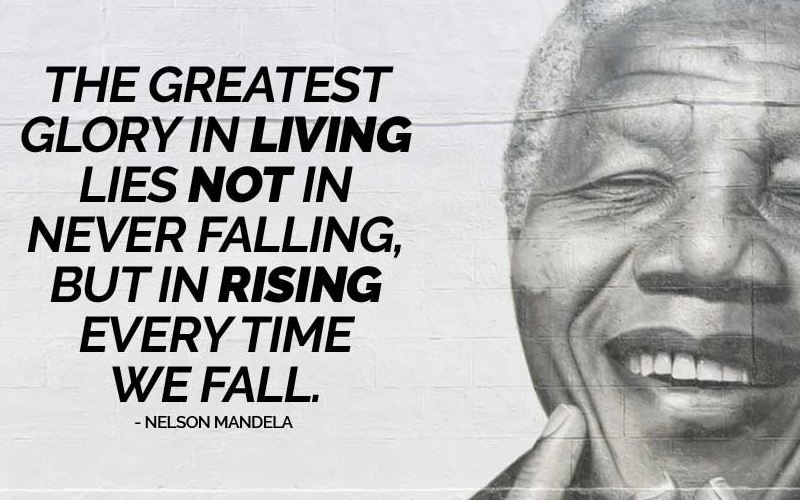 THE GREATEST
GLORY IN LIVING
LIES NOT IN
NEVER FALLING,
BUT IN RISING
EVERY TIME
WE FALL.
- NELSON MANDELA